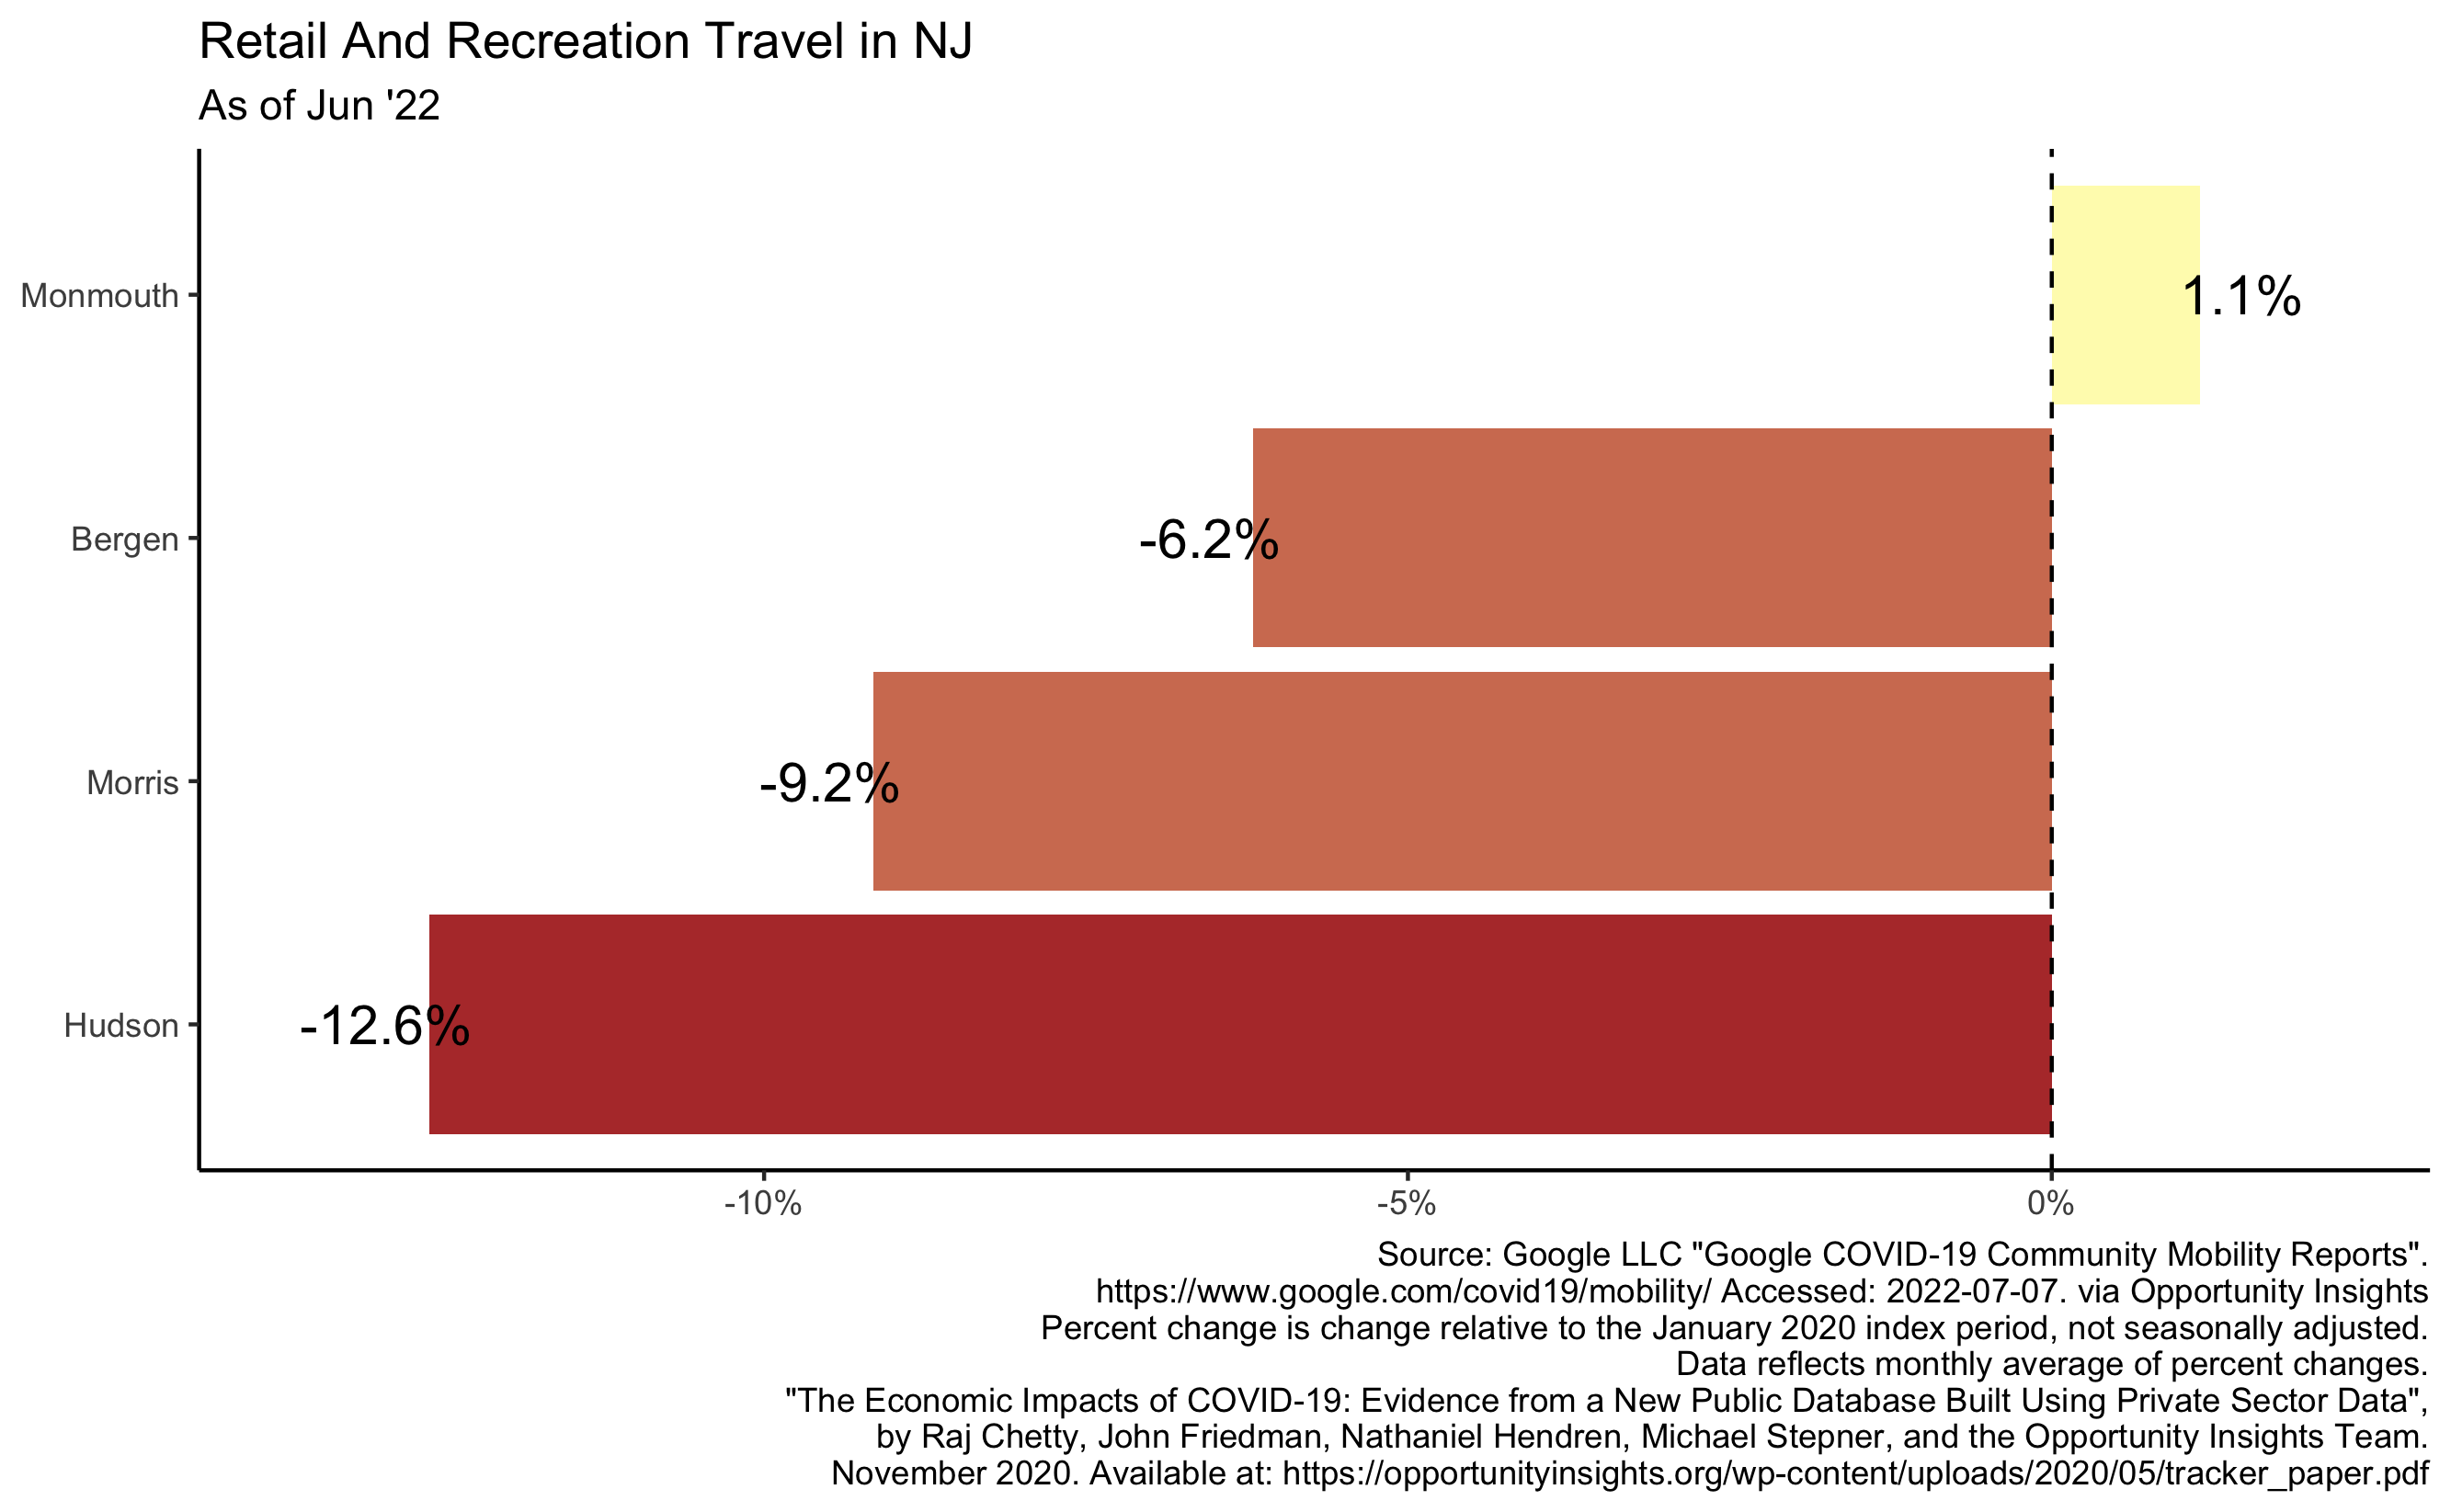 Retail And Recreation Travel in NJ
As of Jun '22
Monmouth
1.1%
Bergen
-6.2%
Morris
-9.2%
Hudson
-12.6%
-10%
-5%
0%
Source: Google LLC "Google COVID-19 Community Mobility Reports".
https://www.google.com/covid19/mobility/ Accessed: 2022-07-07. via Opportunity Insights
Percent change is change relative to the January 2020 index period, not seasonally adjusted.
Data reflects monthly average of percent changes.
"The Economic Impacts of COVID-19: Evidence from a New Public Database Built Using Private Sector Data",
by Raj Chetty, John Friedman, Nathaniel Hendren, Michael Stepner, and the Opportunity Insights Team.
November 2020. Available at: https://opportunityinsights.org/wp-content/uploads/2020/05/tracker_paper.pdf